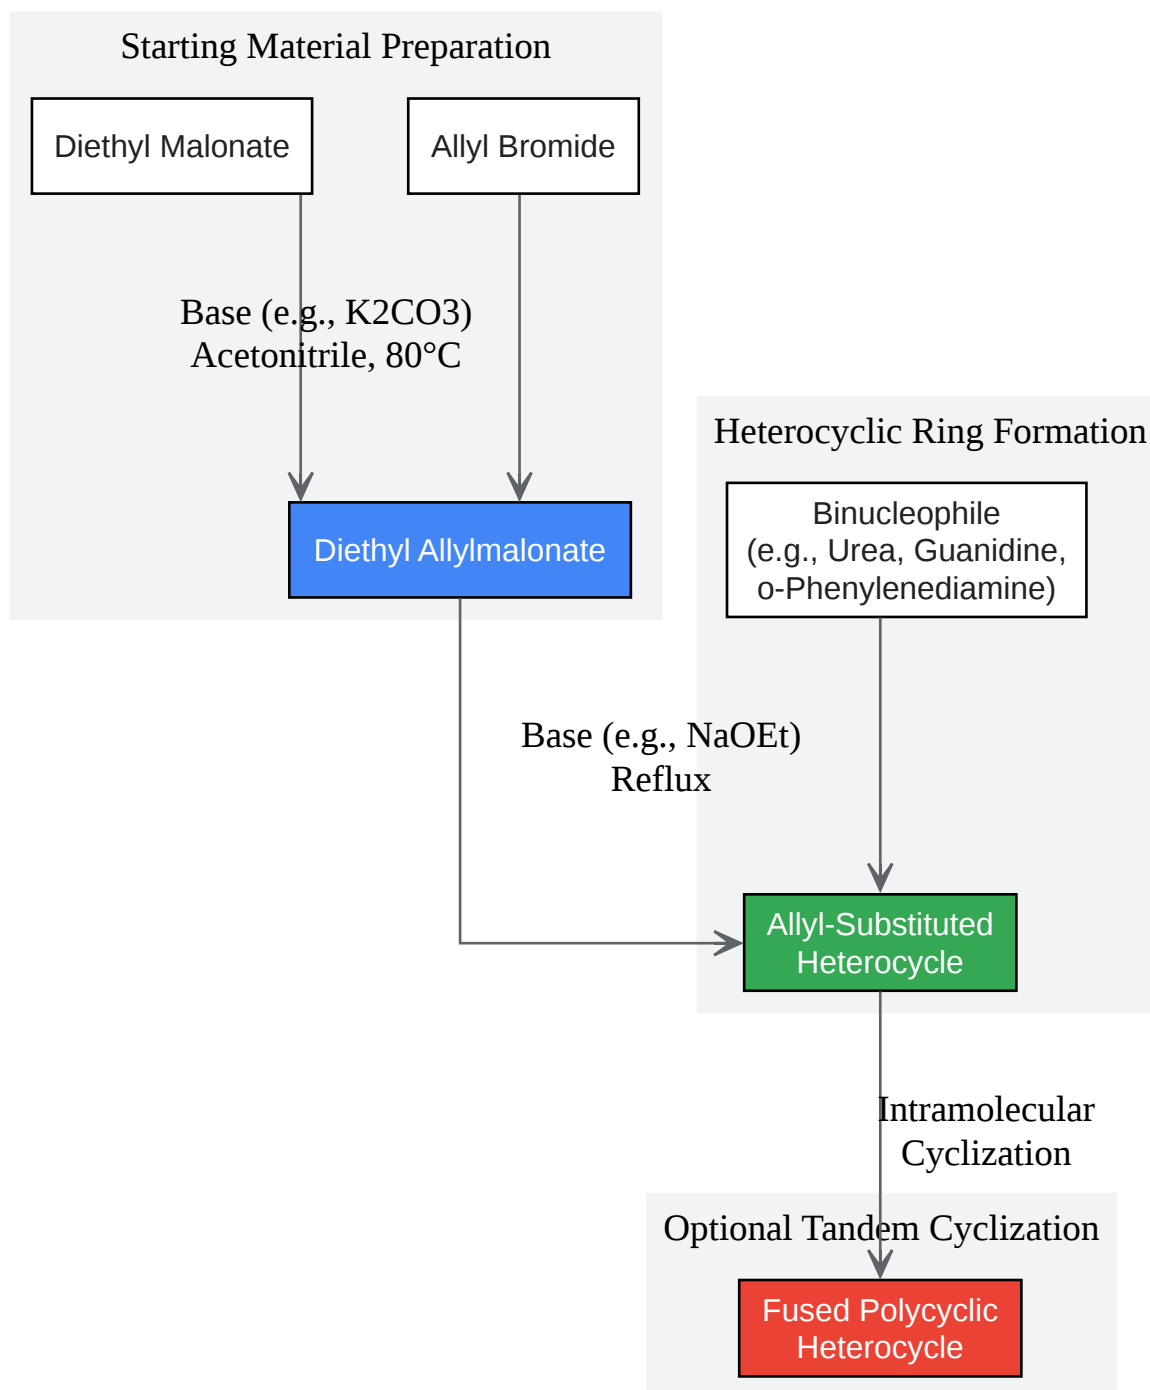 Starting Material Preparation
Diethyl Malonate
Allyl Bromide
Base (e.g., K2CO3)
Acetonitrile, 80°C
Diethyl Allylmalonate
Heterocyclic Ring Formation
Binucleophile
(e.g., Urea, Guanidine,
o-Phenylenediamine)
Base (e.g., NaOEt)
Reflux
Allyl-Substituted
Heterocycle
Intramolecular
Cyclization
Optional Tandem Cyclization
Fused Polycyclic
Heterocycle